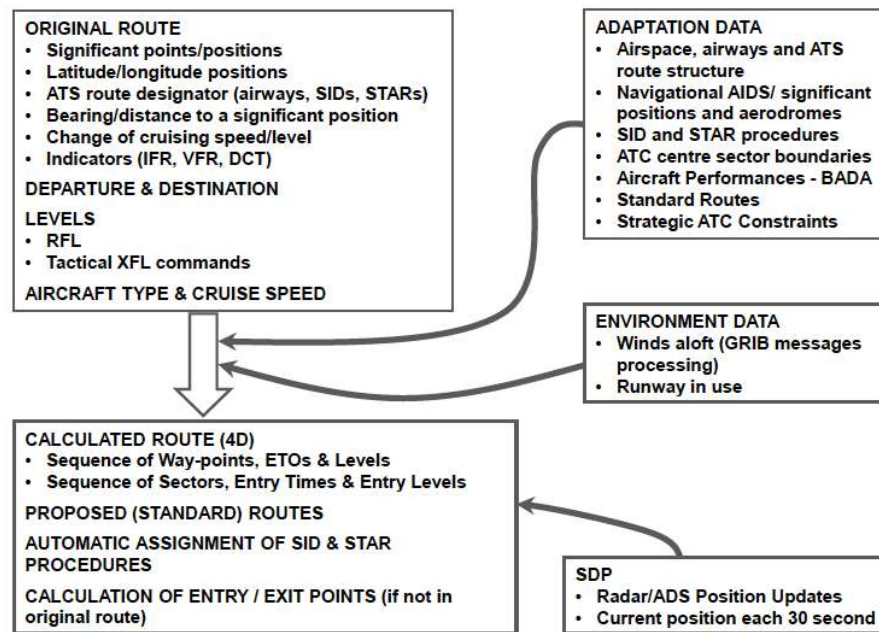 ORIGINAL ROUTE
• Significant points/positions
• Latitude/longitude positions
• ATS route designator (airways, SIDs, STARs)
• Bearing/distance to a significant position
• Change of cruising speed/level
• Indicators (IFR, VFR, DCT)
DEPARTURE & DESTINATION
LEVELS
• RFL
• Tactical XFL commands
AIRCRAFT TYPE & CRUISE SPEED
ADAPTATION DATA
• Airspace, airways and ATS
route structure
• Navigational AIDS/ significant
positions and aerodromes
• SID and STAR procedures
• ATC centre sector boundaries
• Aircraft Performances - BADA
• Standard Routes
• Strategic ATC Constraints
ENVIRONMENT DATA
• Winds aloft (GRIB messages
processing)
• Runway in use
CALCULATED ROUTE (4D)
• Sequence of Way-points, ETOs & Levels
• Sequence of Sectors, Entry Times & Entry Levels
PROPOSED (STANDARD) ROUTES
AUTOMATIC ASSIGNMENT OF SID & STAR
PROCEDURES
CALCULATION OF ENTRY / EXIT POINTS (if not in
original route)
SDP
• Radar/ADS Position Updates
• Current position each 30 second